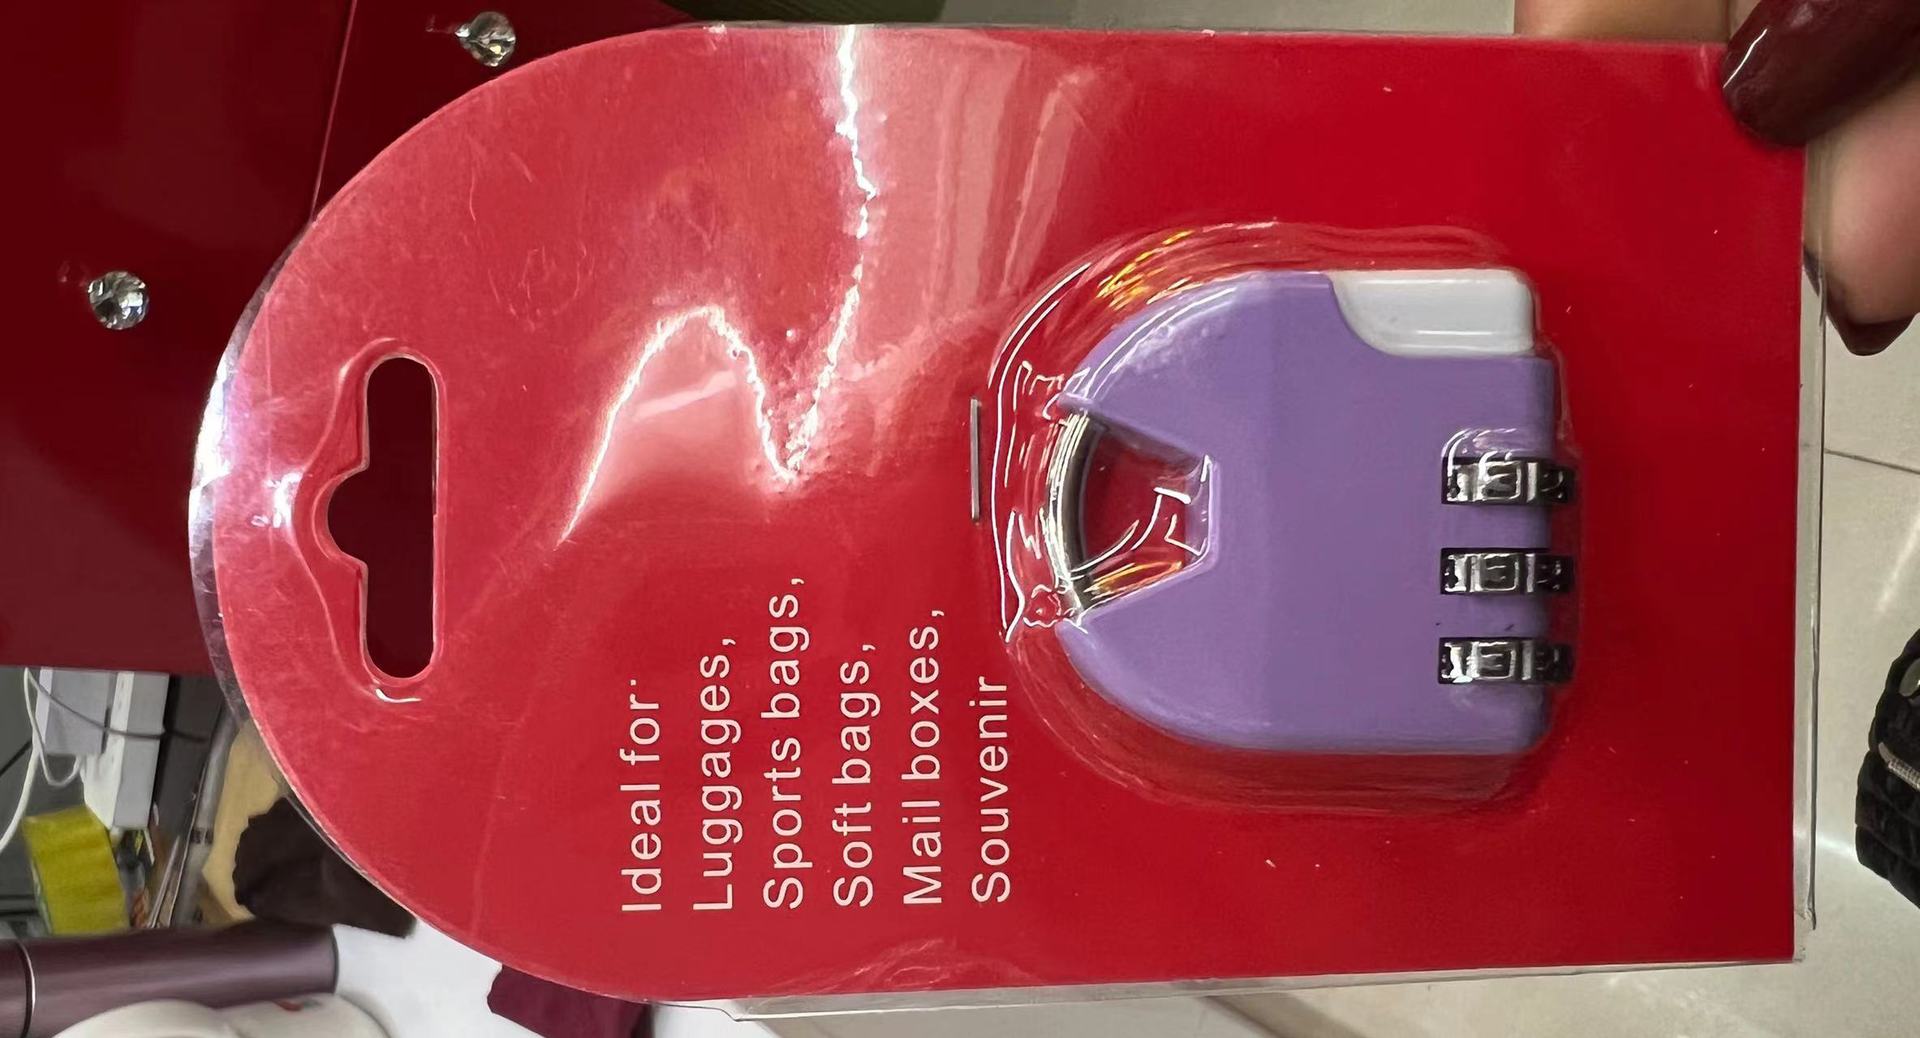 Ideal for:
Luggages,
Sports bags,
Soft bags,
Mail boxes,
Souvenir